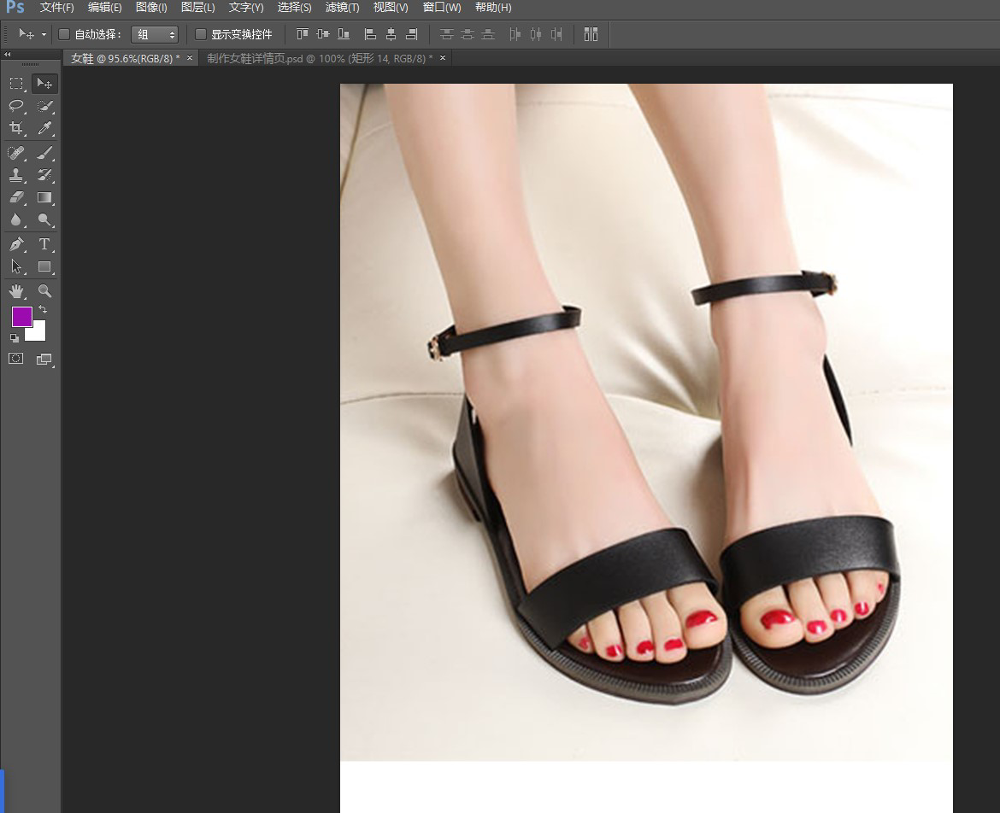 Ps 文件(F) 编辑(E) 图像(I) 图层(L) 文字(Y) 选择(S) 滤镜(T) 视图(V) 窗口(W) 帮助(H)
自动选择： 组 显示变换控件
女鞋 @ 95.6%(RGB/8) * × 制作女鞋详情页.psd @ 100% (矩形 14, RGB/8) * ×